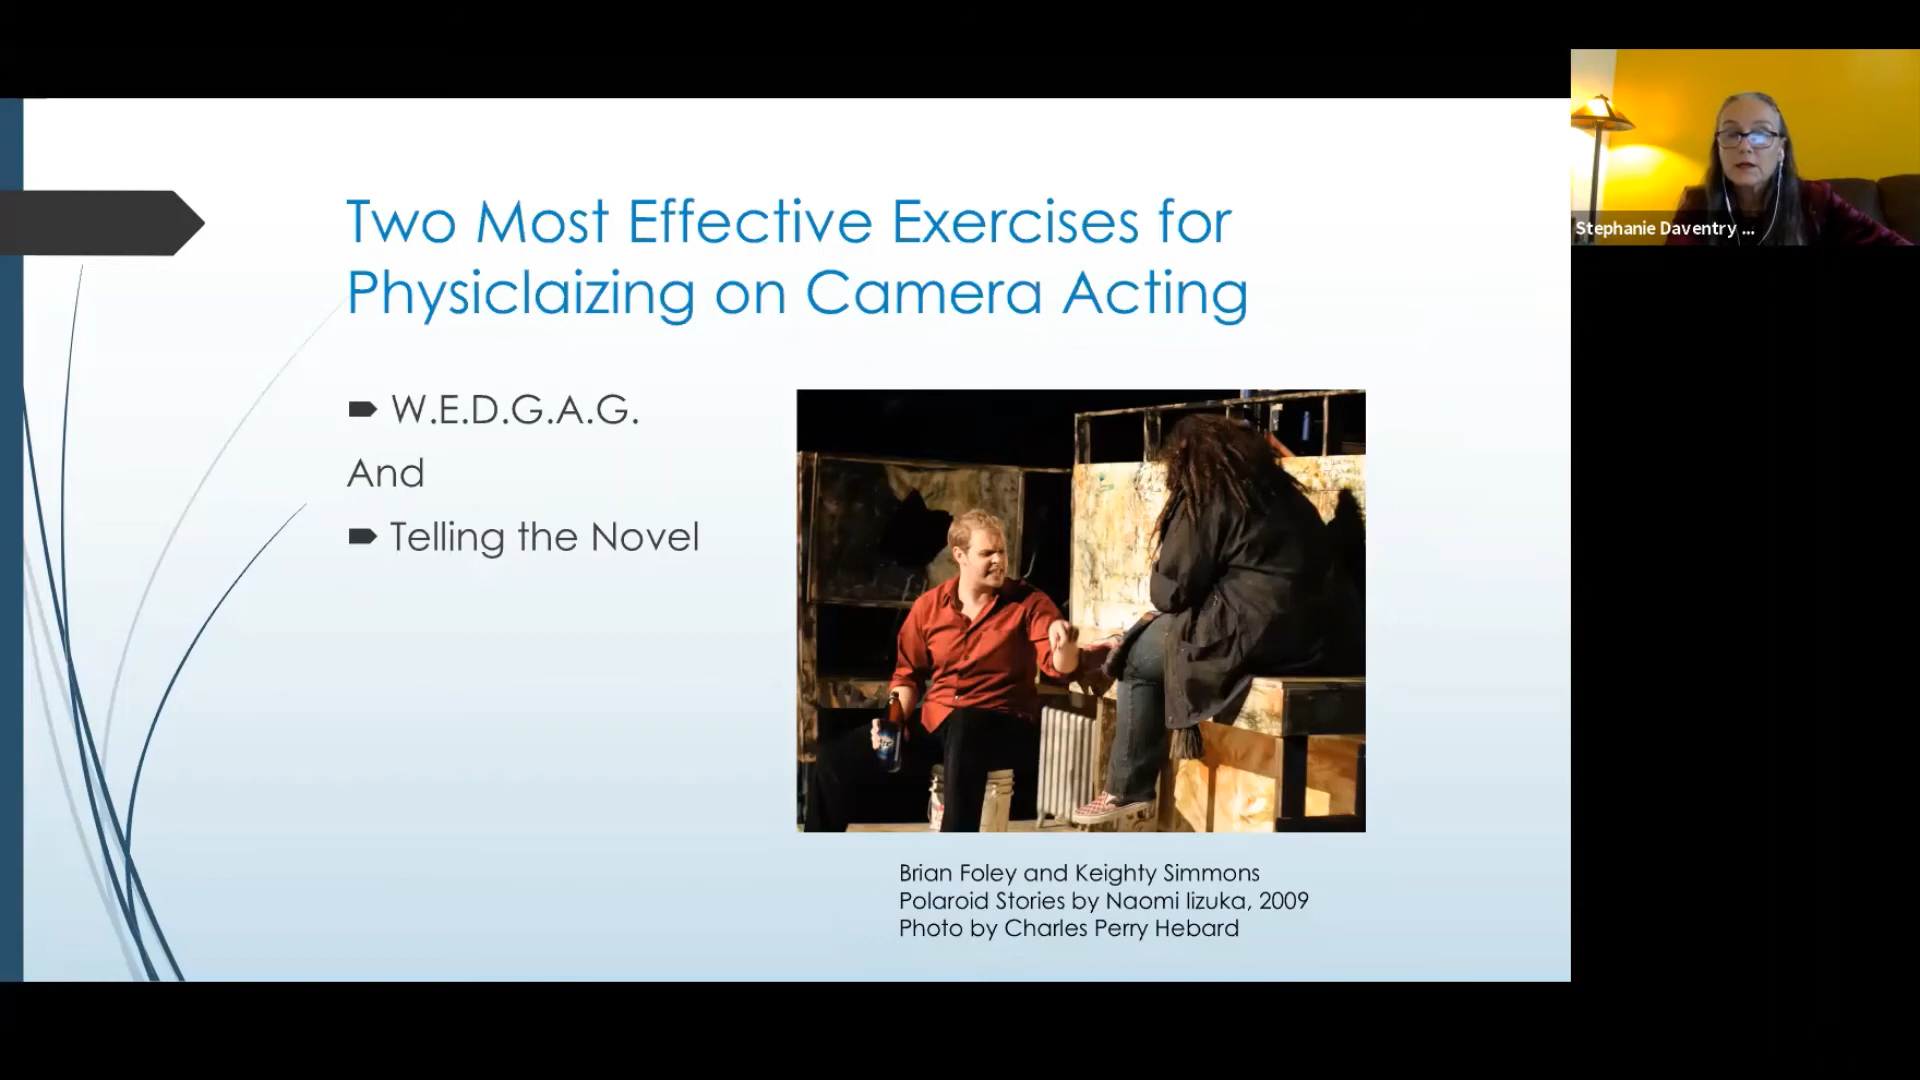 Two Most Effective Exercises for
Physiclaizing on Camera Acting
W.E.D.G.A.G.
And
Telling the Novel
Brian Foley and Keighty Simmons
Polaroid Stories by Naomi Iizuka, 2009
Photo by Charles Perry Hebard
Stephanie Daventry ...